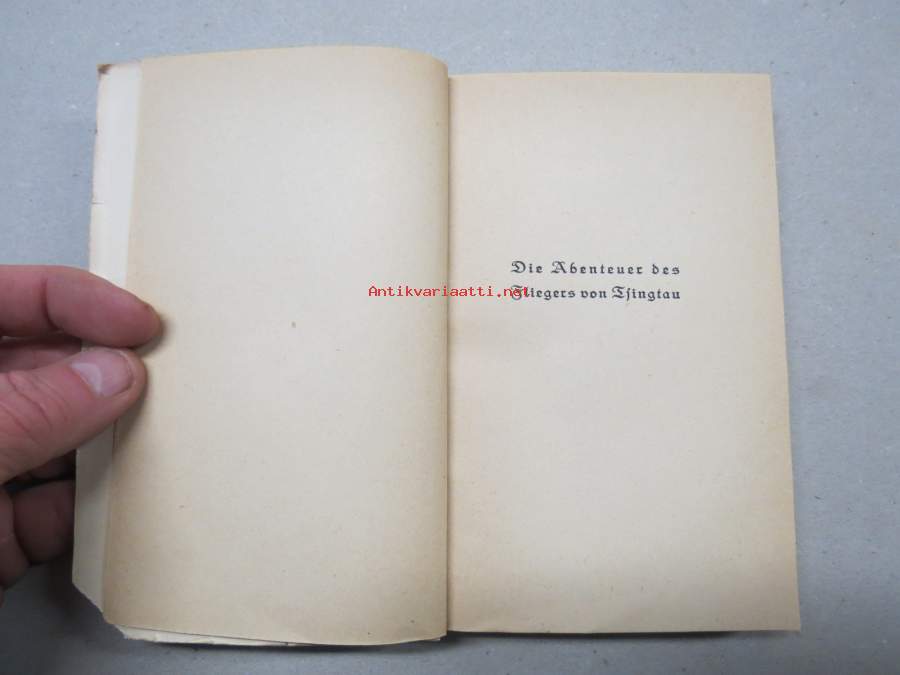 Die Abenteuer des
Fliegers von Tsingtau
Antikvariaatti.net